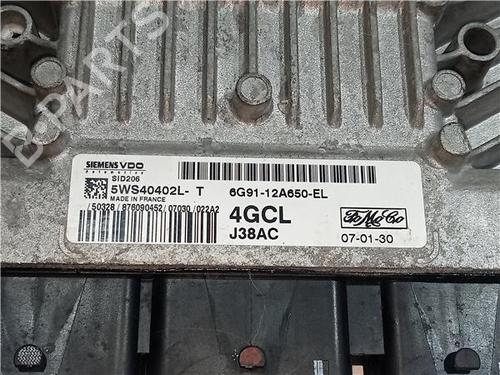 SIEMENS VDO
Automotive
SID206
5WS40402L- T
MADE IN FRANCE
/50328 / 876090452/07030 /022A2
6G91-12A650-EL
4GCL
J38AC
FoMoCo
07-01-30
B-Parts